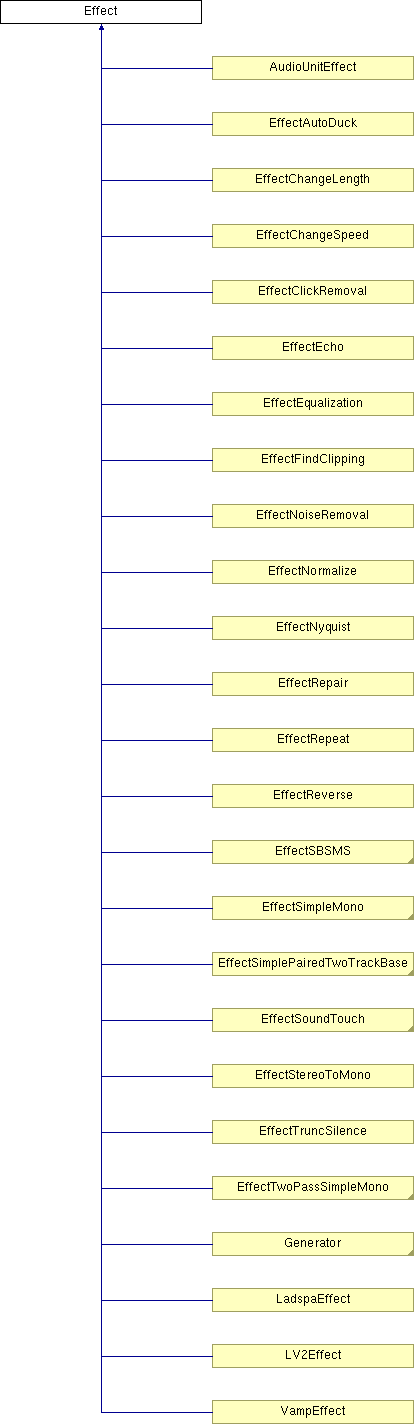 Effect
AudioUnitEffect
EffectAutoDuck
EffectChangeLength
EffectChangeSpeed
EffectClickRemoval
EffectEcho
EffectEqualization
EffectFindClipping
EffectNoiseRemoval
EffectNormalize
EffectNyquist
EffectRepair
EffectRepeat
EffectReverse
EffectSBSMS
EffectSimpleMono
EffectSimplePairedTwoTrackBase
EffectSoundTouch
EffectStereoToMono
EffectTruncSilence
EffectTwoPassSimpleMono
Generator
LadspaEffect
LV2Effect
VampEffect